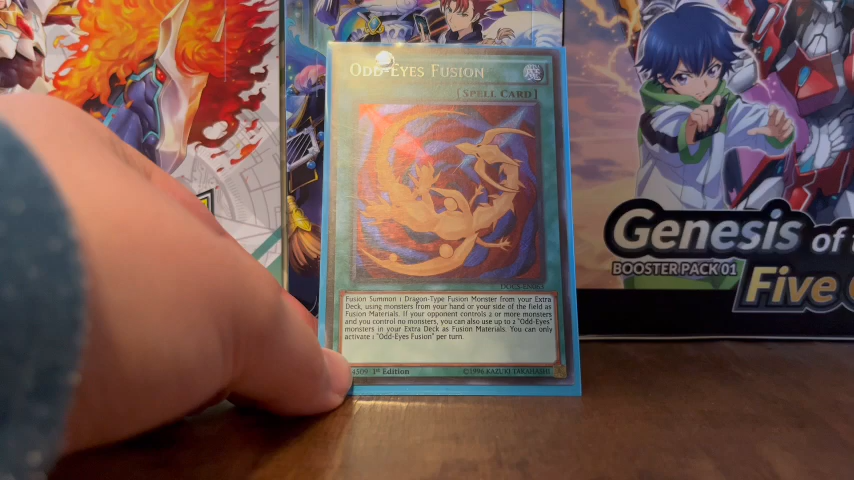 ODD-EYES FUSION
[SPELL CARD]
DOCS-EN083
Fusion Summon 1 Dragon-Type Fusion Monster from your Extra
Deck, using monsters from your hand or your side of the field as
Fusion Materials. If your opponent controls 2 or more monsters
and you control no monsters, you can also use up to 2 "Odd-Eyes"
monsters in your Extra Deck as Fusion Materials. You can only
activate 1 "Odd-Eyes Fusion" per turn.
4509 1st Edition
©1996 KAZUKI TAKAHASHI
Genesis of
BOOSTER PACK 01
Five